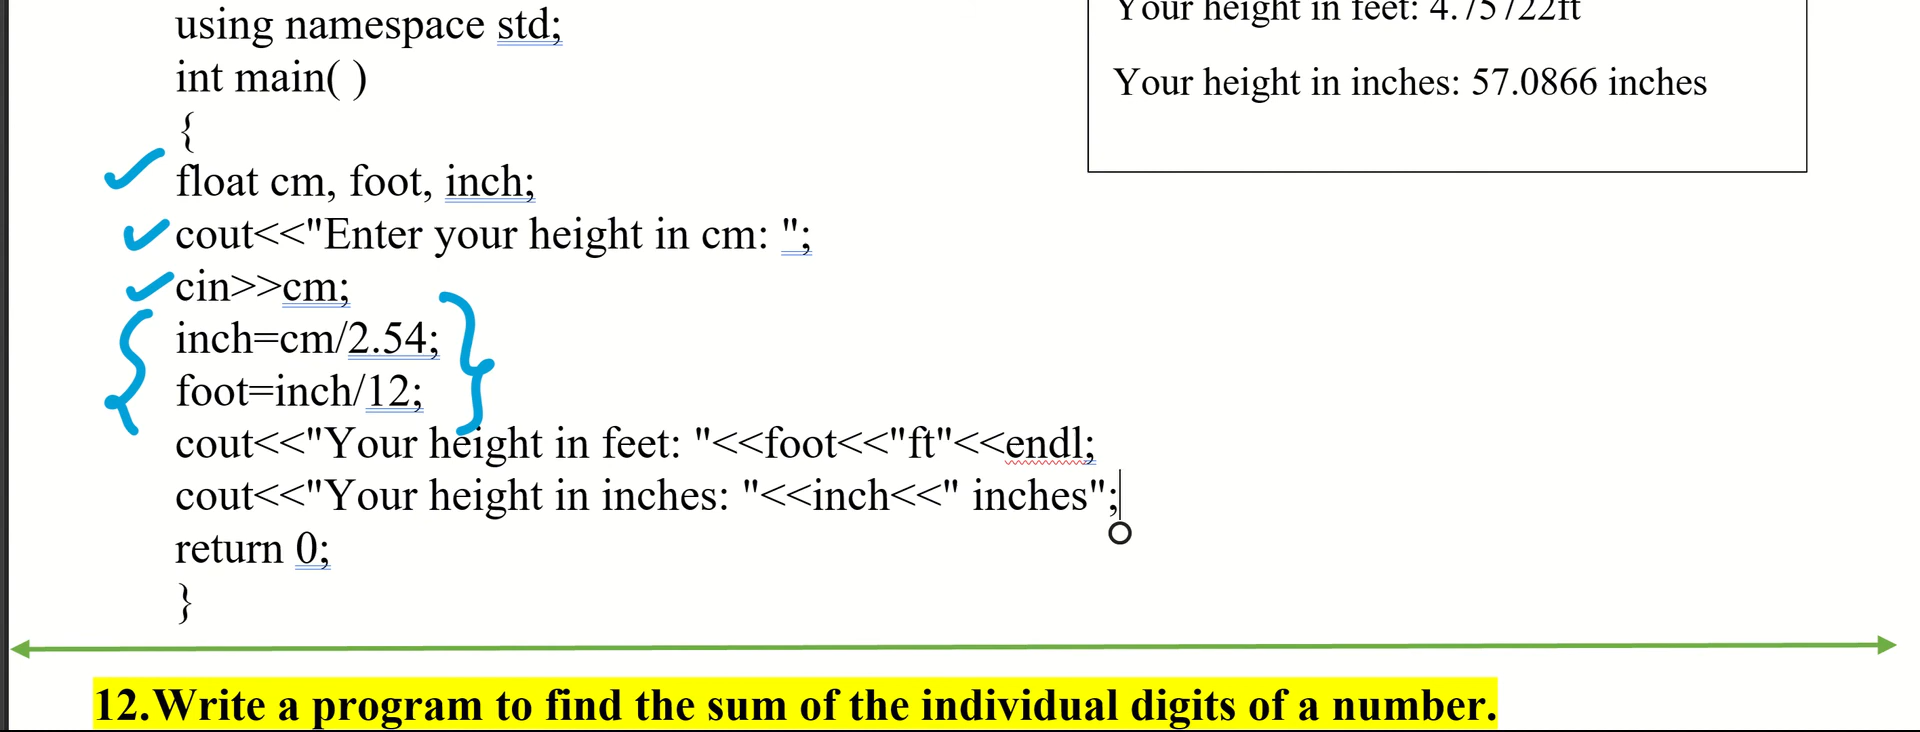 using namespace std;
int main( )
{
float cm, foot, inch;
cout<<"Enter your height in cm: ";
cin>>cm;
inch=cm/2.54;
foot=inch/12;
cout<<"Your height in feet: "<<foot<<"ft"<<endl;
cout<<"Your height in inches: "<<inch<<" inches";
return 0;
}
Your height in feet: 4.75722ft
Your height in inches: 57.0866 inches
12.Write a program to find the sum of the individual digits of a number.